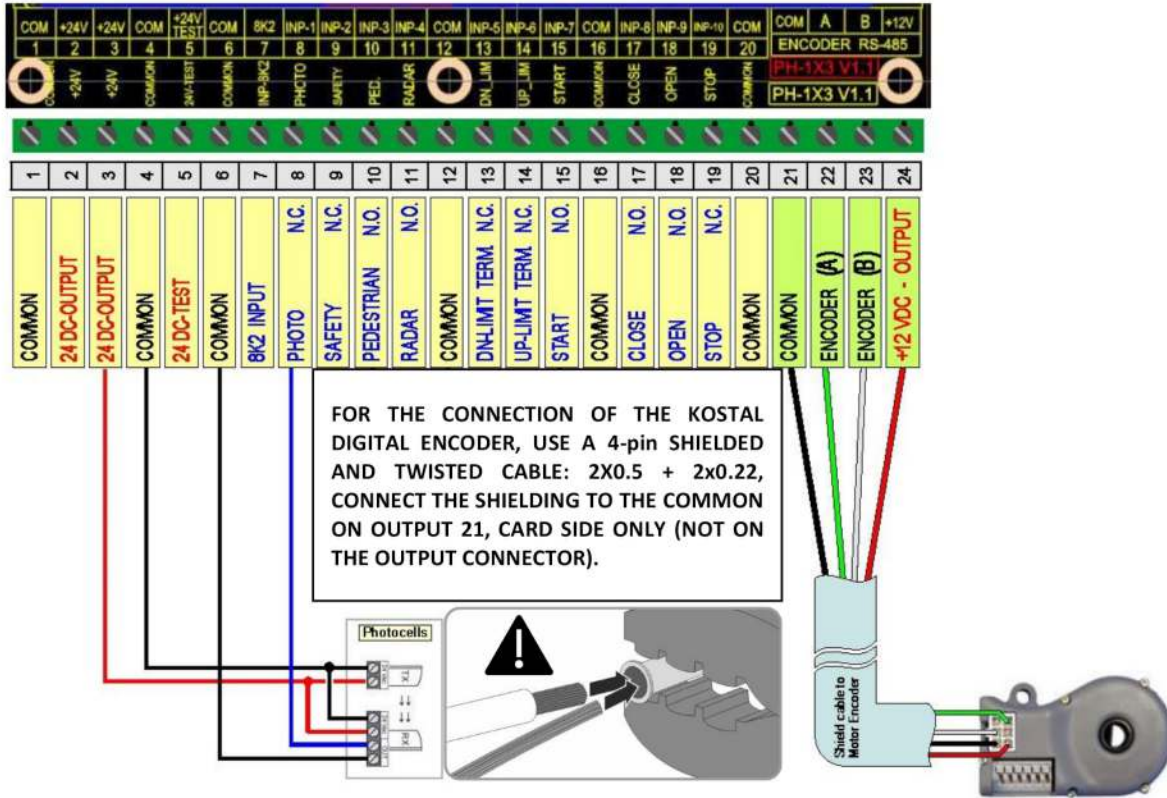 COM +24V +24V COM +24V TEST COM 8K2 INP-1 INP-2 INP-3 INP-4 COM INP-5 INP-6 INP-7 COM INP-8 INP-9 INP-10 COM COM A B +12V
1 2 3 4 5 6 7 8 9 10 11 12 13 14 15 16 17 18 19 20 ENCODER RS-485
COMMON +24V +24V COMMON 24V-TEST COMMON INP-8K2 PHOTO SAFETY PED. RADAR DN_LIM UP_LIM START COMMON CLOSE OPEN STOP COMMON
PH-1X3 V1.1
PH-1X3 V1.1
1 2 3 4 5 6 7 8 9 10 11 12 13 14 15 16 17 18 19 20 21 22 23 24
COMMON
24 DC-OUTPUT
24 DC-OUTPUT
COMMON
24 DC-TEST
COMMON
8K2 INPUT
PHOTO N.C.
SAFETY N.C.
PEDESTRIAN N.O.
RADAR N.O.
COMMON
DN-LIMIT TERM. N.C.
UP-LIMIT TERM. N.C.
START N.O.
COMMON
CLOSE N.O.
OPEN N.O.
STOP N.C.
COMMON
COMMON
ENCODER (A)
ENCODER (B)
+12 VDC - OUTPUT
FOR THE CONNECTION OF THE KOSTAL
DIGITAL ENCODER, USE A 4-pin SHIELDED
AND TWISTED CABLE: 2X0.5 + 2x0.22,
CONNECT THE SHIELDING TO THE COMMON
ON OUTPUT 21, CARD SIDE ONLY (NOT ON
THE OUTPUT CONNECTOR).
Photocells
TX
RX
OUT
Shield cable to
Motor Encoder